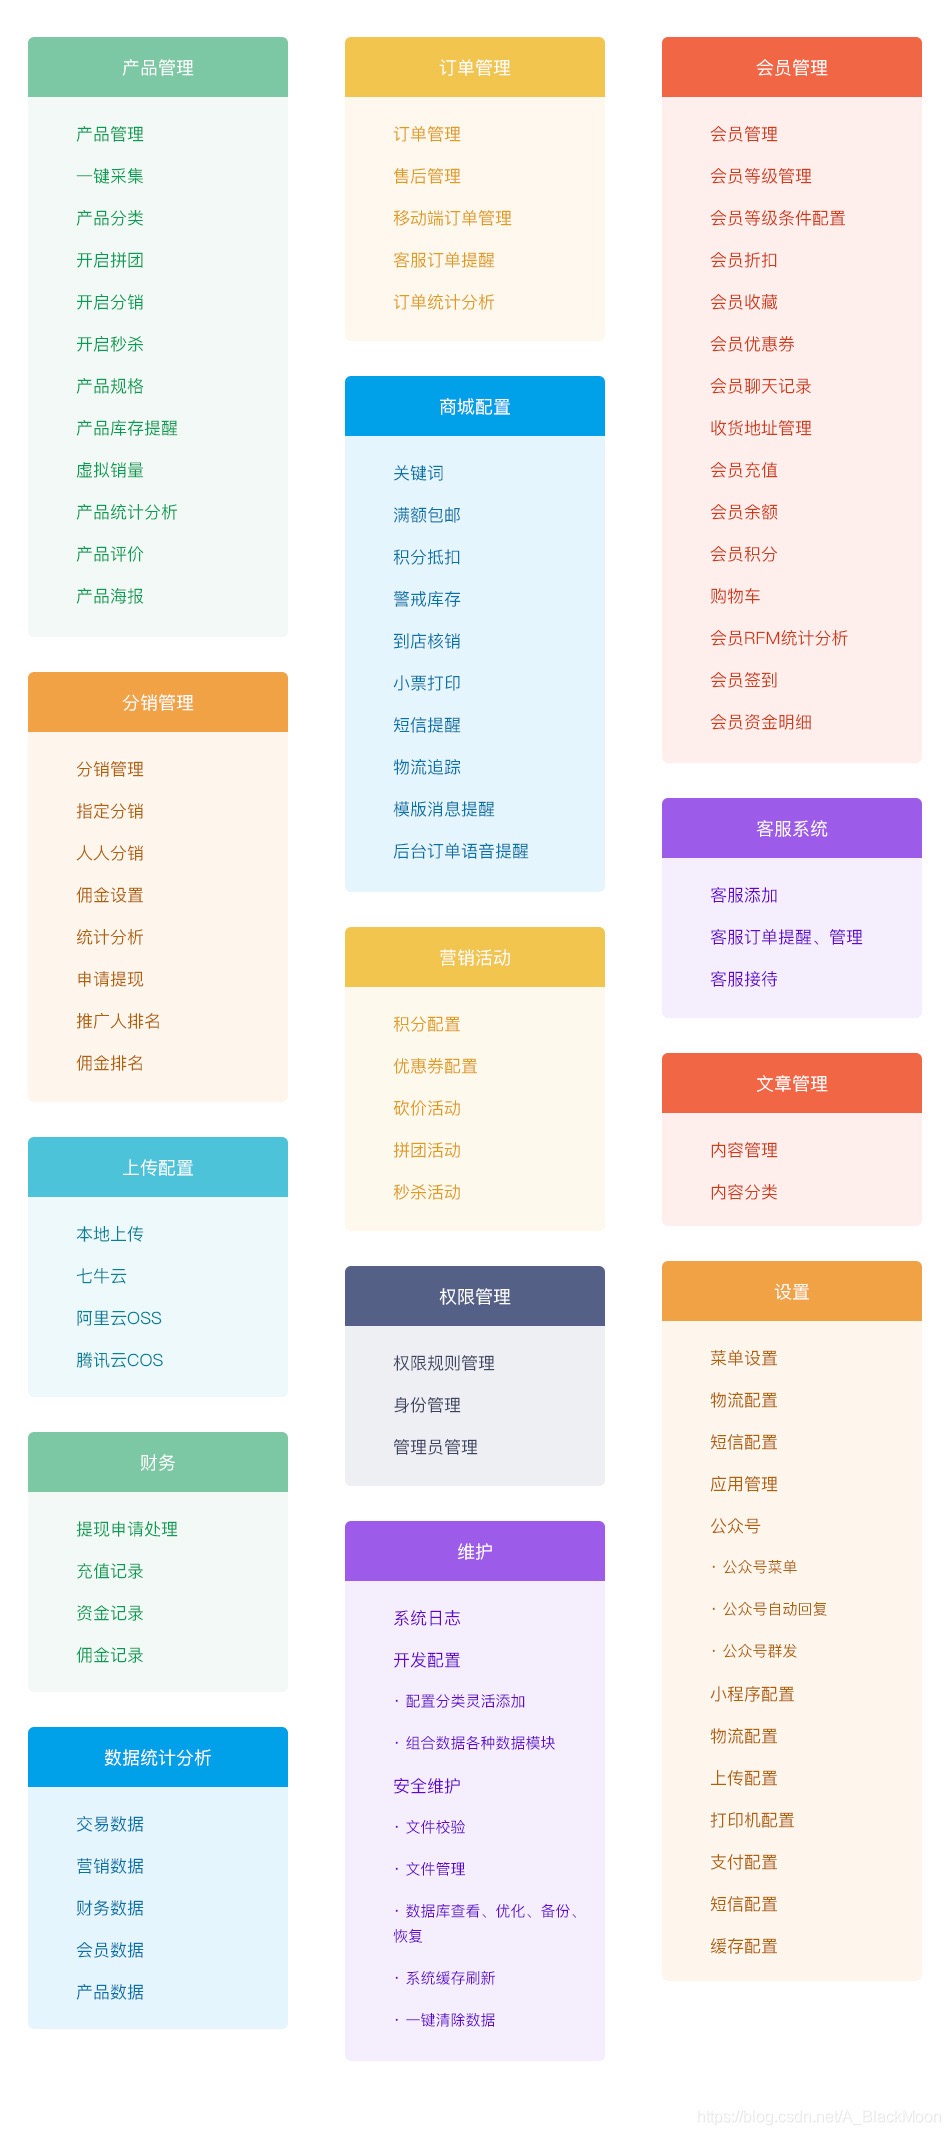 产品管理
产品管理
一键采集
产品分类
开启拼团
开启分销
开启秒杀
产品规格
产品库存提醒
虚拟销量
产品统计分析
产品评价
产品海报
分销管理
分销管理
指定分销
人人分销
佣金设置
统计分析
申请提现
推广人排名
佣金排名
上传配置
本地上传
七牛云
阿里云OSS
腾讯云COS
财务
提现申请处理
充值记录
资金记录
佣金记录
数据统计分析
交易数据
营销数据
财务数据
会员数据
产品数据
订单管理
订单管理
售后管理
移动端订单管理
客服订单提醒
订单统计分析
商城配置
关键词
满额包邮
积分抵扣
警戒库存
到店核销
小票打印
短信提醒
物流追踪
模版消息提醒
后台订单语音提醒
营销活动
积分配置
优惠券配置
砍价活动
拼团活动
秒杀活动
权限管理
权限规则管理
身份管理
管理员管理
维护
系统日志
开发配置
· 配置分类灵活添加
· 组合数据各种数据模块
安全维护
· 文件校验
· 文件管理
· 数据库查看、优化、备份、
恢复
· 系统缓存刷新
· 一键清除数据
会员管理
会员管理
会员等级管理
会员等级条件配置
会员折扣
会员收藏
会员优惠券
会员聊天记录
收货地址管理
会员充值
会员余额
会员积分
购物车
会员RFM统计分析
会员签到
会员资金明细
客服系统
客服添加
客服订单提醒、管理
客服接待
文章管理
内容管理
内容分类
设置
菜单设置
物流配置
短信配置
应用管理
公众号
· 公众号菜单
· 公众号自动回复
· 公众号群发
小程序配置
物流配置
上传配置
打印机配置
支付配置
短信配置
缓存配置
https://blog.csdn.net/A_BlackMoon